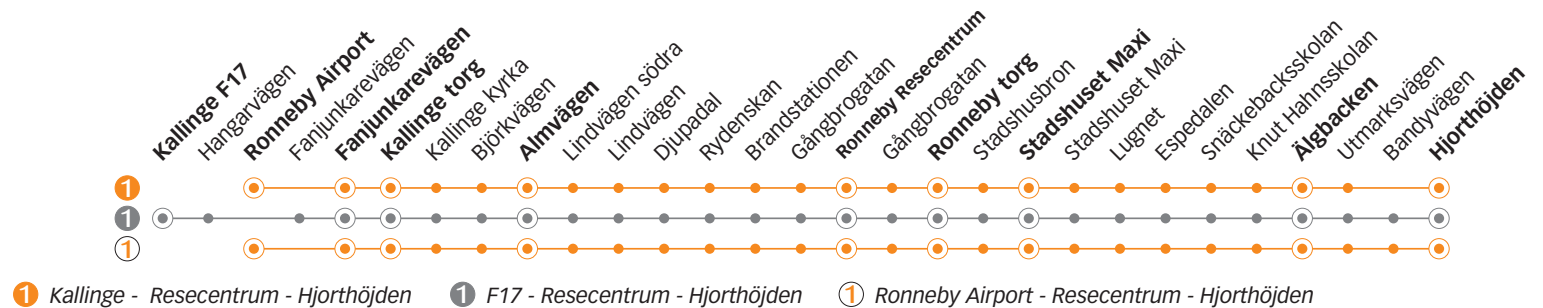 Kallinge F17
Hangarvägen
Ronneby Airport
Fanjunkarevägen
Fanjunkarevägen
Kallinge torg
Kallinge kyrka
Björkvägen
Almvägen
Lindvägen södra
Lindvägen
Djupadal
Rydenskan
Brandstationen
Gångbrogatan
Ronneby Resecentrum
Gångbrogatan
Ronneby torg
Stadshusbron
Stadshuset Maxi
Stadshuset Maxi
Lugnet
Espedalen
Snäckebacksskolan
Knut Hahnsskolan
Älgbacken
Utmarksvägen
Bandyvägen
Hjorthöjden
1
1
1
1 Kallinge - Resecentrum - Hjorthöjden 1 F17 - Resecentrum - Hjorthöjden 1 Ronneby Airport - Resecentrum - Hjorthöjden